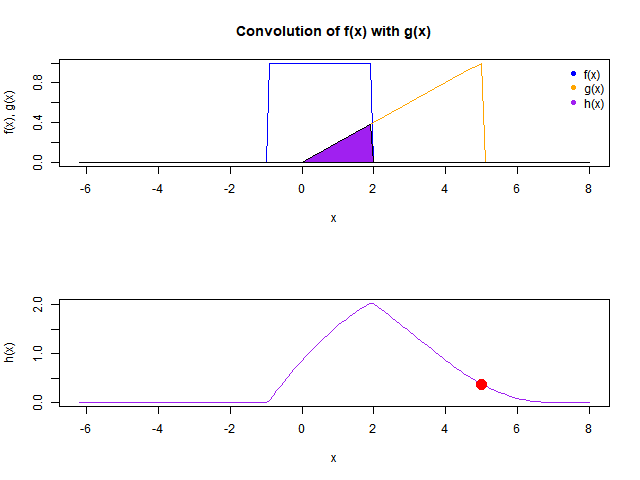 Convolution of f(x) with g(x)
f(x), g(x)
0.0 0.4 0.8
f(x)
g(x)
h(x)
-6 -4 -2 0 2 4 6 8
x
h(x)
0.0 1.0 2.0
-6 -4 -2 0 2 4 6 8
x